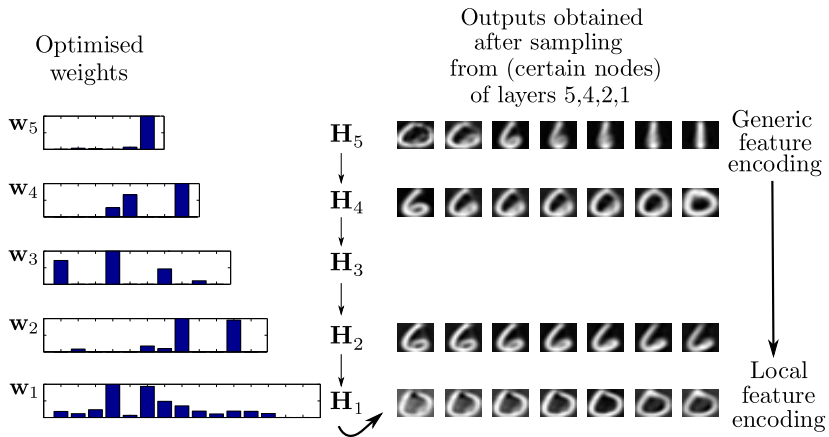 Optimised
weights
Outputs obtained
after sampling
from (certain nodes)
of layers 5,4,2,1
w5
H5
Generic
feature
encoding
w4
H4
w3
H3
w2
H2
w1
H1
Local
feature
encoding